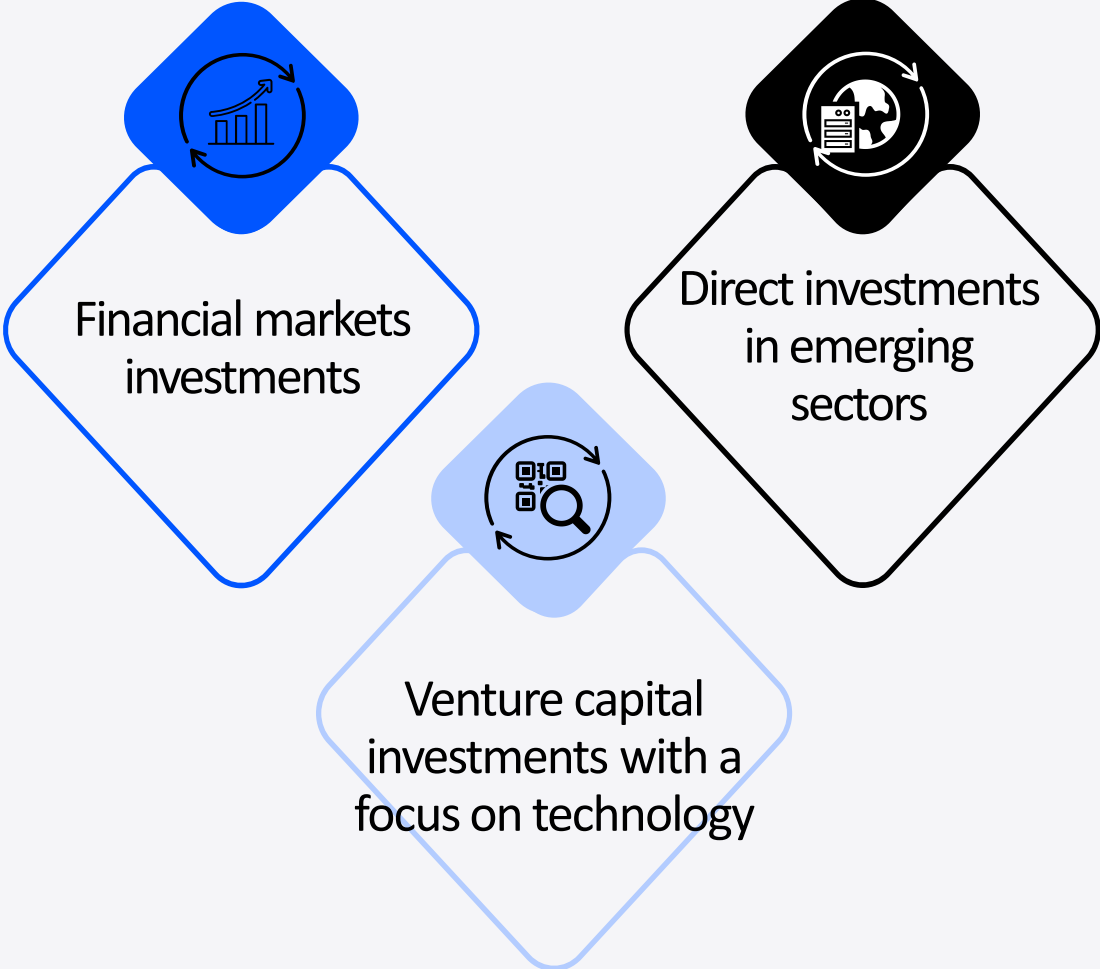 Financial markets
investments
Direct investments
in emerging
sectors
Venture capital
investments with a
focus on technology